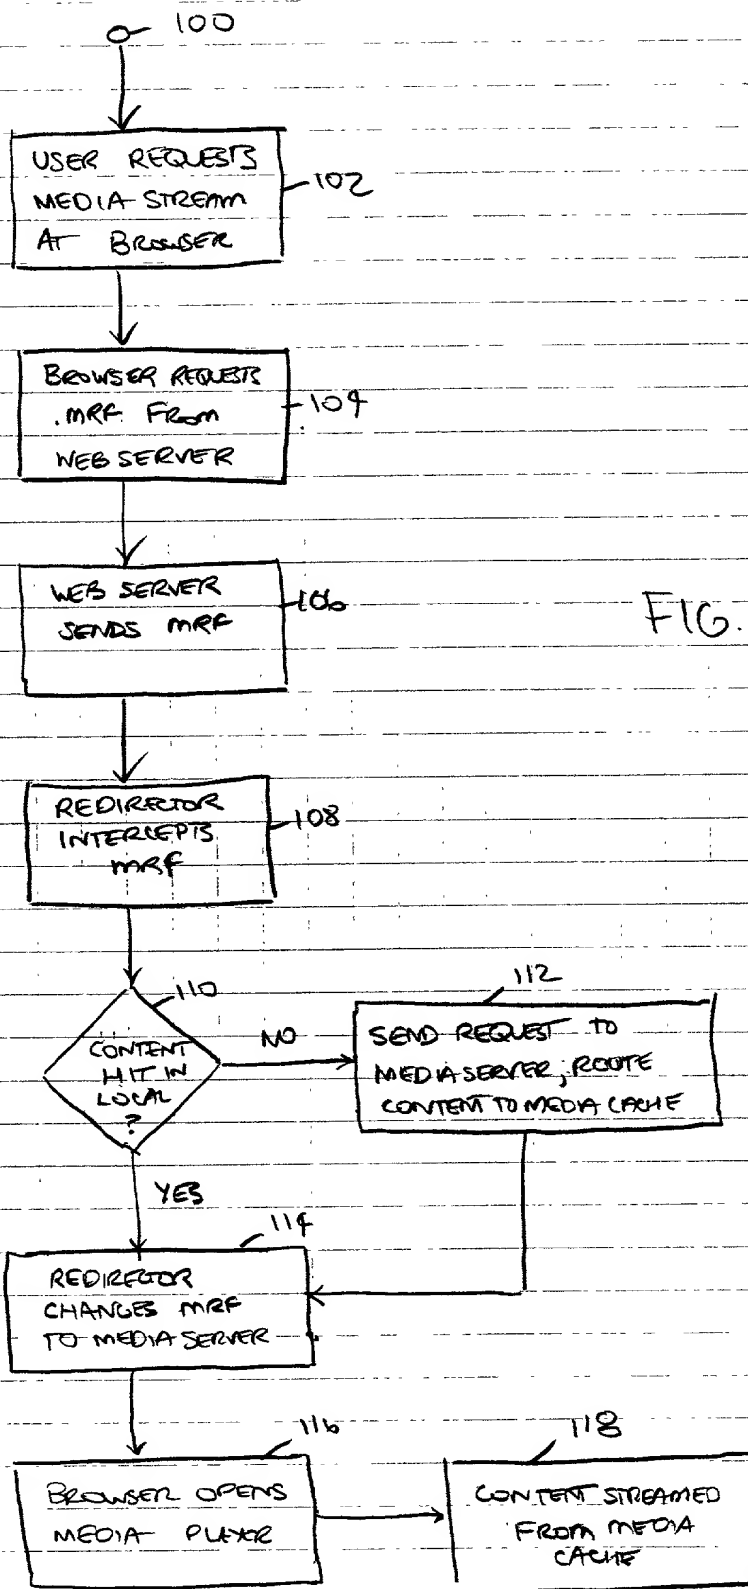 100
USER REQUESTS
MEDIA STREAM
AT BROWSER
102
BROWSER REQUESTS
.MRF FROM
WEB SERVER
104
WEB SERVER
SENDS MRF
106
FIG.
REDIRECTOR
INTERCEPTS
MRF
108
110
CONTENT
HIT IN
LOCAL
?
NO
112
SEND REQUEST TO
MEDIA SERVER; ROUTE
CONTENT TO MEDIA CACHE
YES
114
REDIRECTOR
CHANGES MRF
TO MEDIA SERVER
116
BROWSER OPENS
MEDIA PLAYER
118
CONTENT STREAMED
FROM MEDIA
CACHE